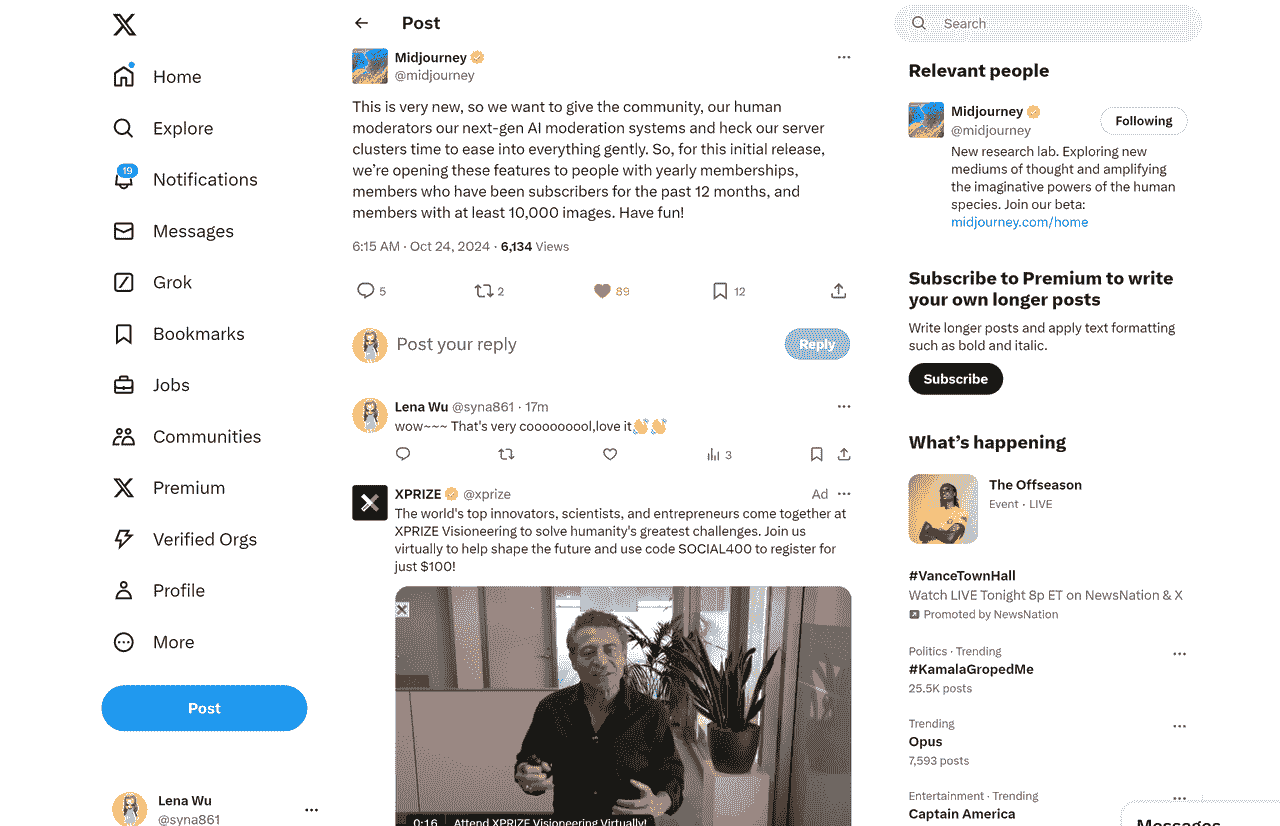 Home
Explore
19
Notifications
Messages
Grok
Bookmarks
Jobs
Communities
Premium
Verified Orgs
Profile
More
Post
Lena Wu
@syna861
Post
Midjourney
@midjourney
This is very new, so we want to give the community, our human
moderators our next-gen AI moderation systems and heck our server
clusters time to ease into everything gently. So, for this initial release,
we're opening these features to people with yearly memberships,
members who have been subscribers for the past 12 months, and
members with at least 10,000 images. Have fun!
6:15 AM · Oct 24, 2024 · 6,134 Views
5 2 89 12
Post your reply
Reply
Lena Wu @syna861 · 17m
wow~~~ That's very cooooooool,love it👏👏
3
XPRIZE @xprize Ad
The world's top innovators, scientists, and entrepreneurs come together at
XPRIZE Visioneering to solve humanity's greatest challenges. Join us
virtually to help shape the future and use code SOCIAL400 to register for
just $100!
0:16 Attend XPRIZE Visioneering Virtually!
Search
Relevant people
Midjourney
@midjourney
Following
New research lab. Exploring new
mediums of thought and amplifying
the imaginative powers of the human
species. Join our beta:
midjourney.com/home
Subscribe to Premium to write
your own longer posts
Write longer posts and apply text formatting
such as bold and italic.
Subscribe
What's happening
The Offseason
Event · LIVE
#VanceTownHall
Watch LIVE Tonight 8p ET on NewsNation & X
Promoted by NewsNation
Politics · Trending
#KamalaGropedMe
25.5K posts
Trending
Opus
7,593 posts
Entertainment · Trending
Captain America
Messages